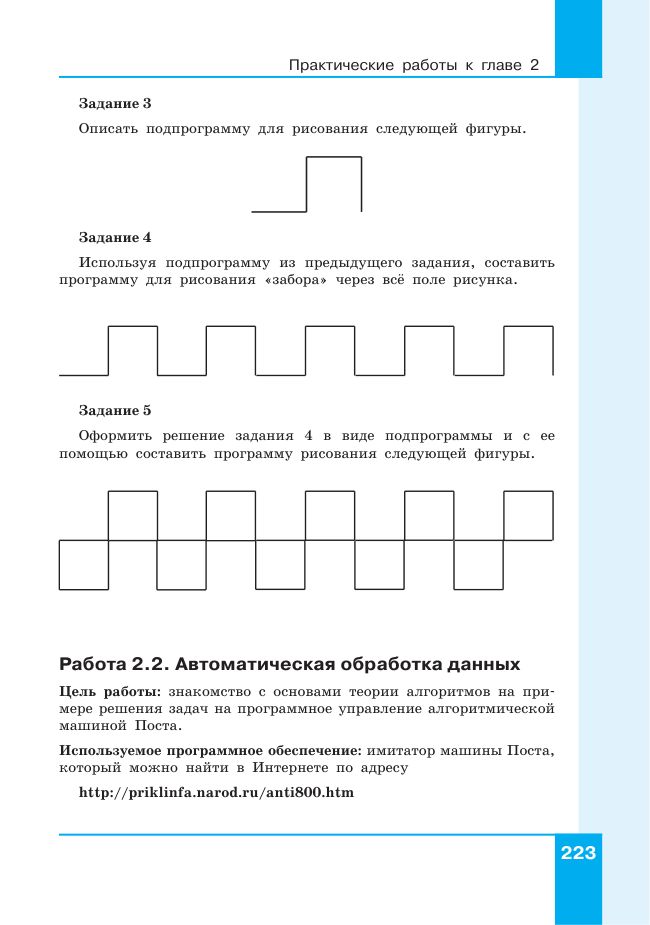 Практические работы к главе 2
Задание 3
Описать подпрограмму для рисования следующей фигуры.
Задание 4
Используя подпрограмму из предыдущего задания, составить
программу для рисования «забора» через всё поле рисунка.
Задание 5
Оформить решение задания 4 в виде подпрограммы и с ее
помощью составить программу рисования следующей фигуры.
Работа 2.2. Автоматическая обработка данных
Цель работы: знакомство с основами теории алгоритмов на при-
мере решения задач на программное управление алгоритмической
машиной Поста.
Используемое программное обеспечение: имитатор машины Поста,
который можно найти в Интернете по адресу
http://priklinfa.narod.ru/anti800.htm
223